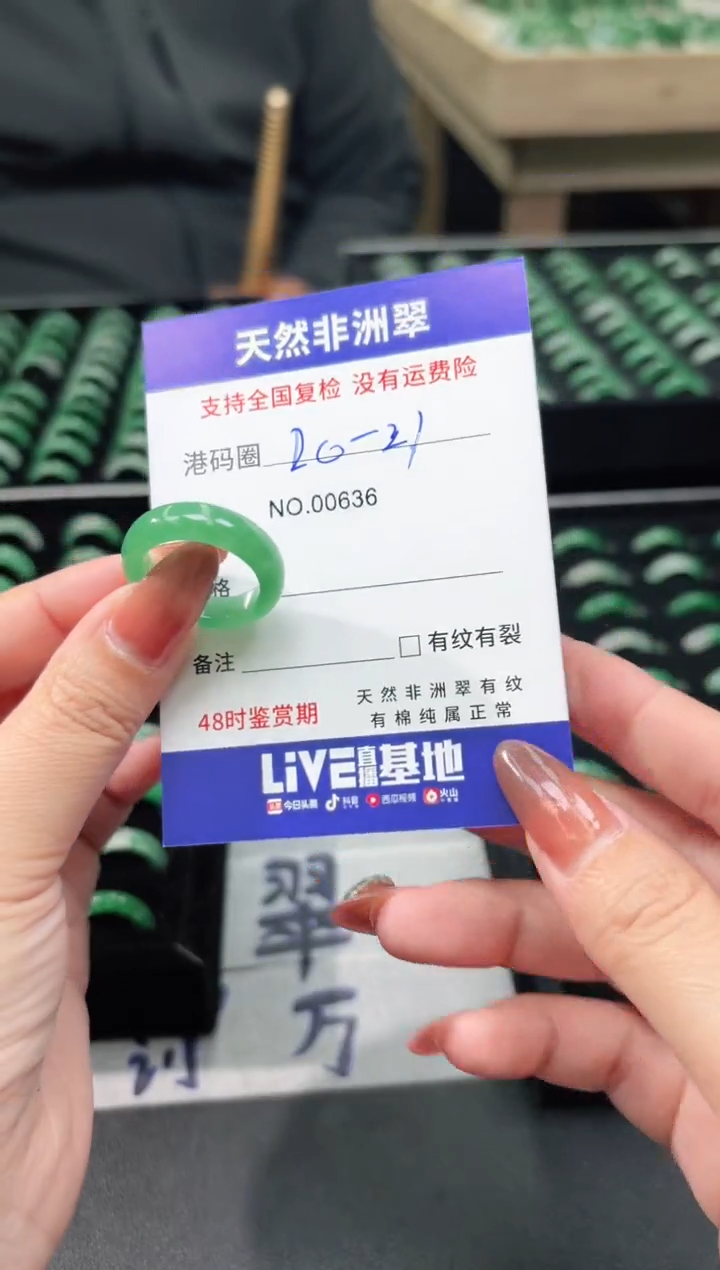 天然非洲翠
支持全国复检 没有运费险
港码圈 20-21
NO.00636
格
备注 □有纹有裂
48时鉴赏期
天然非洲翠有纹
有棉纯属正常
LiVE直播基地
今日头条 抖音 西瓜视频 火山
翠
万